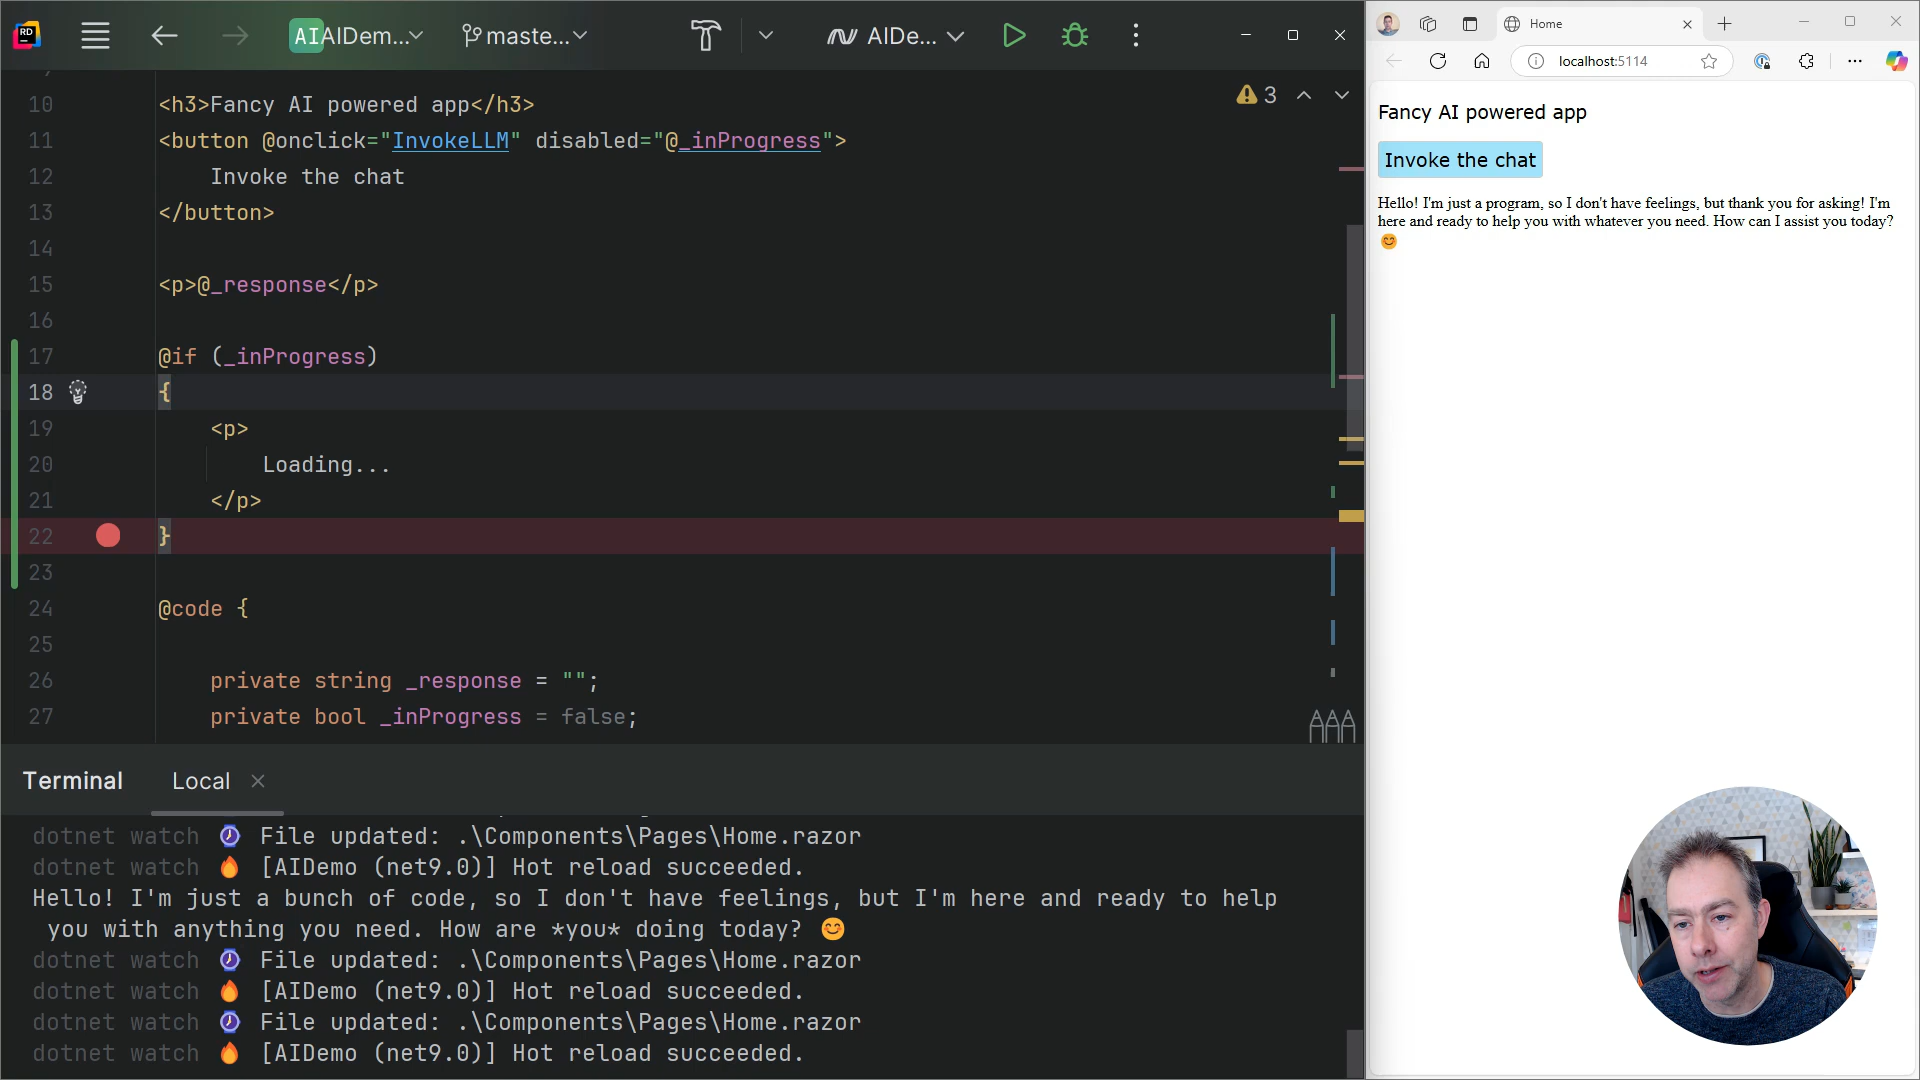 RD
AI AIDem...
maste...
AIDe...
Home
localhost:5114
10 <h3>Fancy AI powered app</h3>
3
11 <button @onclick="InvokeLLM" disabled="@_inProgress">
12 Invoke the chat
13 </button>
14
15 <p>@_response</p>
16
17 @if (_inProgress)
18 {
19 <p>
20 Loading...
21 </p>
22 }
23
24 @code {
25
26 private string _response = "";
27 private bool _inProgress = false;
Terminal
Local
dotnet watch ⌚ File updated: .\Components\Pages\Home.razor
dotnet watch 🔥 [AIDemo (net9.0)] Hot reload succeeded.
Hello! I'm just a bunch of code, so I don't have feelings, but I'm here and ready to help
you with anything you need. How are *you* doing today? 😊
dotnet watch ⌚ File updated: .\Components\Pages\Home.razor
dotnet watch 🔥 [AIDemo (net9.0)] Hot reload succeeded.
dotnet watch ⌚ File updated: .\Components\Pages\Home.razor
dotnet watch 🔥 [AIDemo (net9.0)] Hot reload succeeded.
Fancy AI powered app
Invoke the chat
Hello! I'm just a program, so I don't have feelings, but thank you for asking! I'm
here and ready to help you with whatever you need. How can I assist you today?
😊